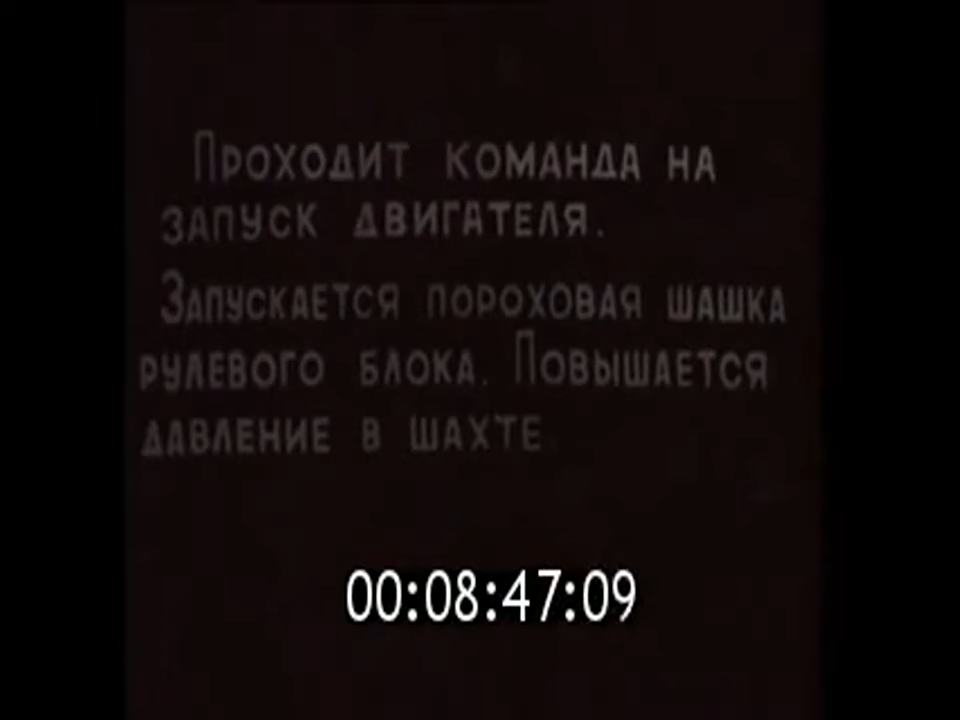 Проходит команда на
запуск двигателя.
Запускается пороховая шашка
рулевого блока. Повышается
давление в шахте
00:08:47:09